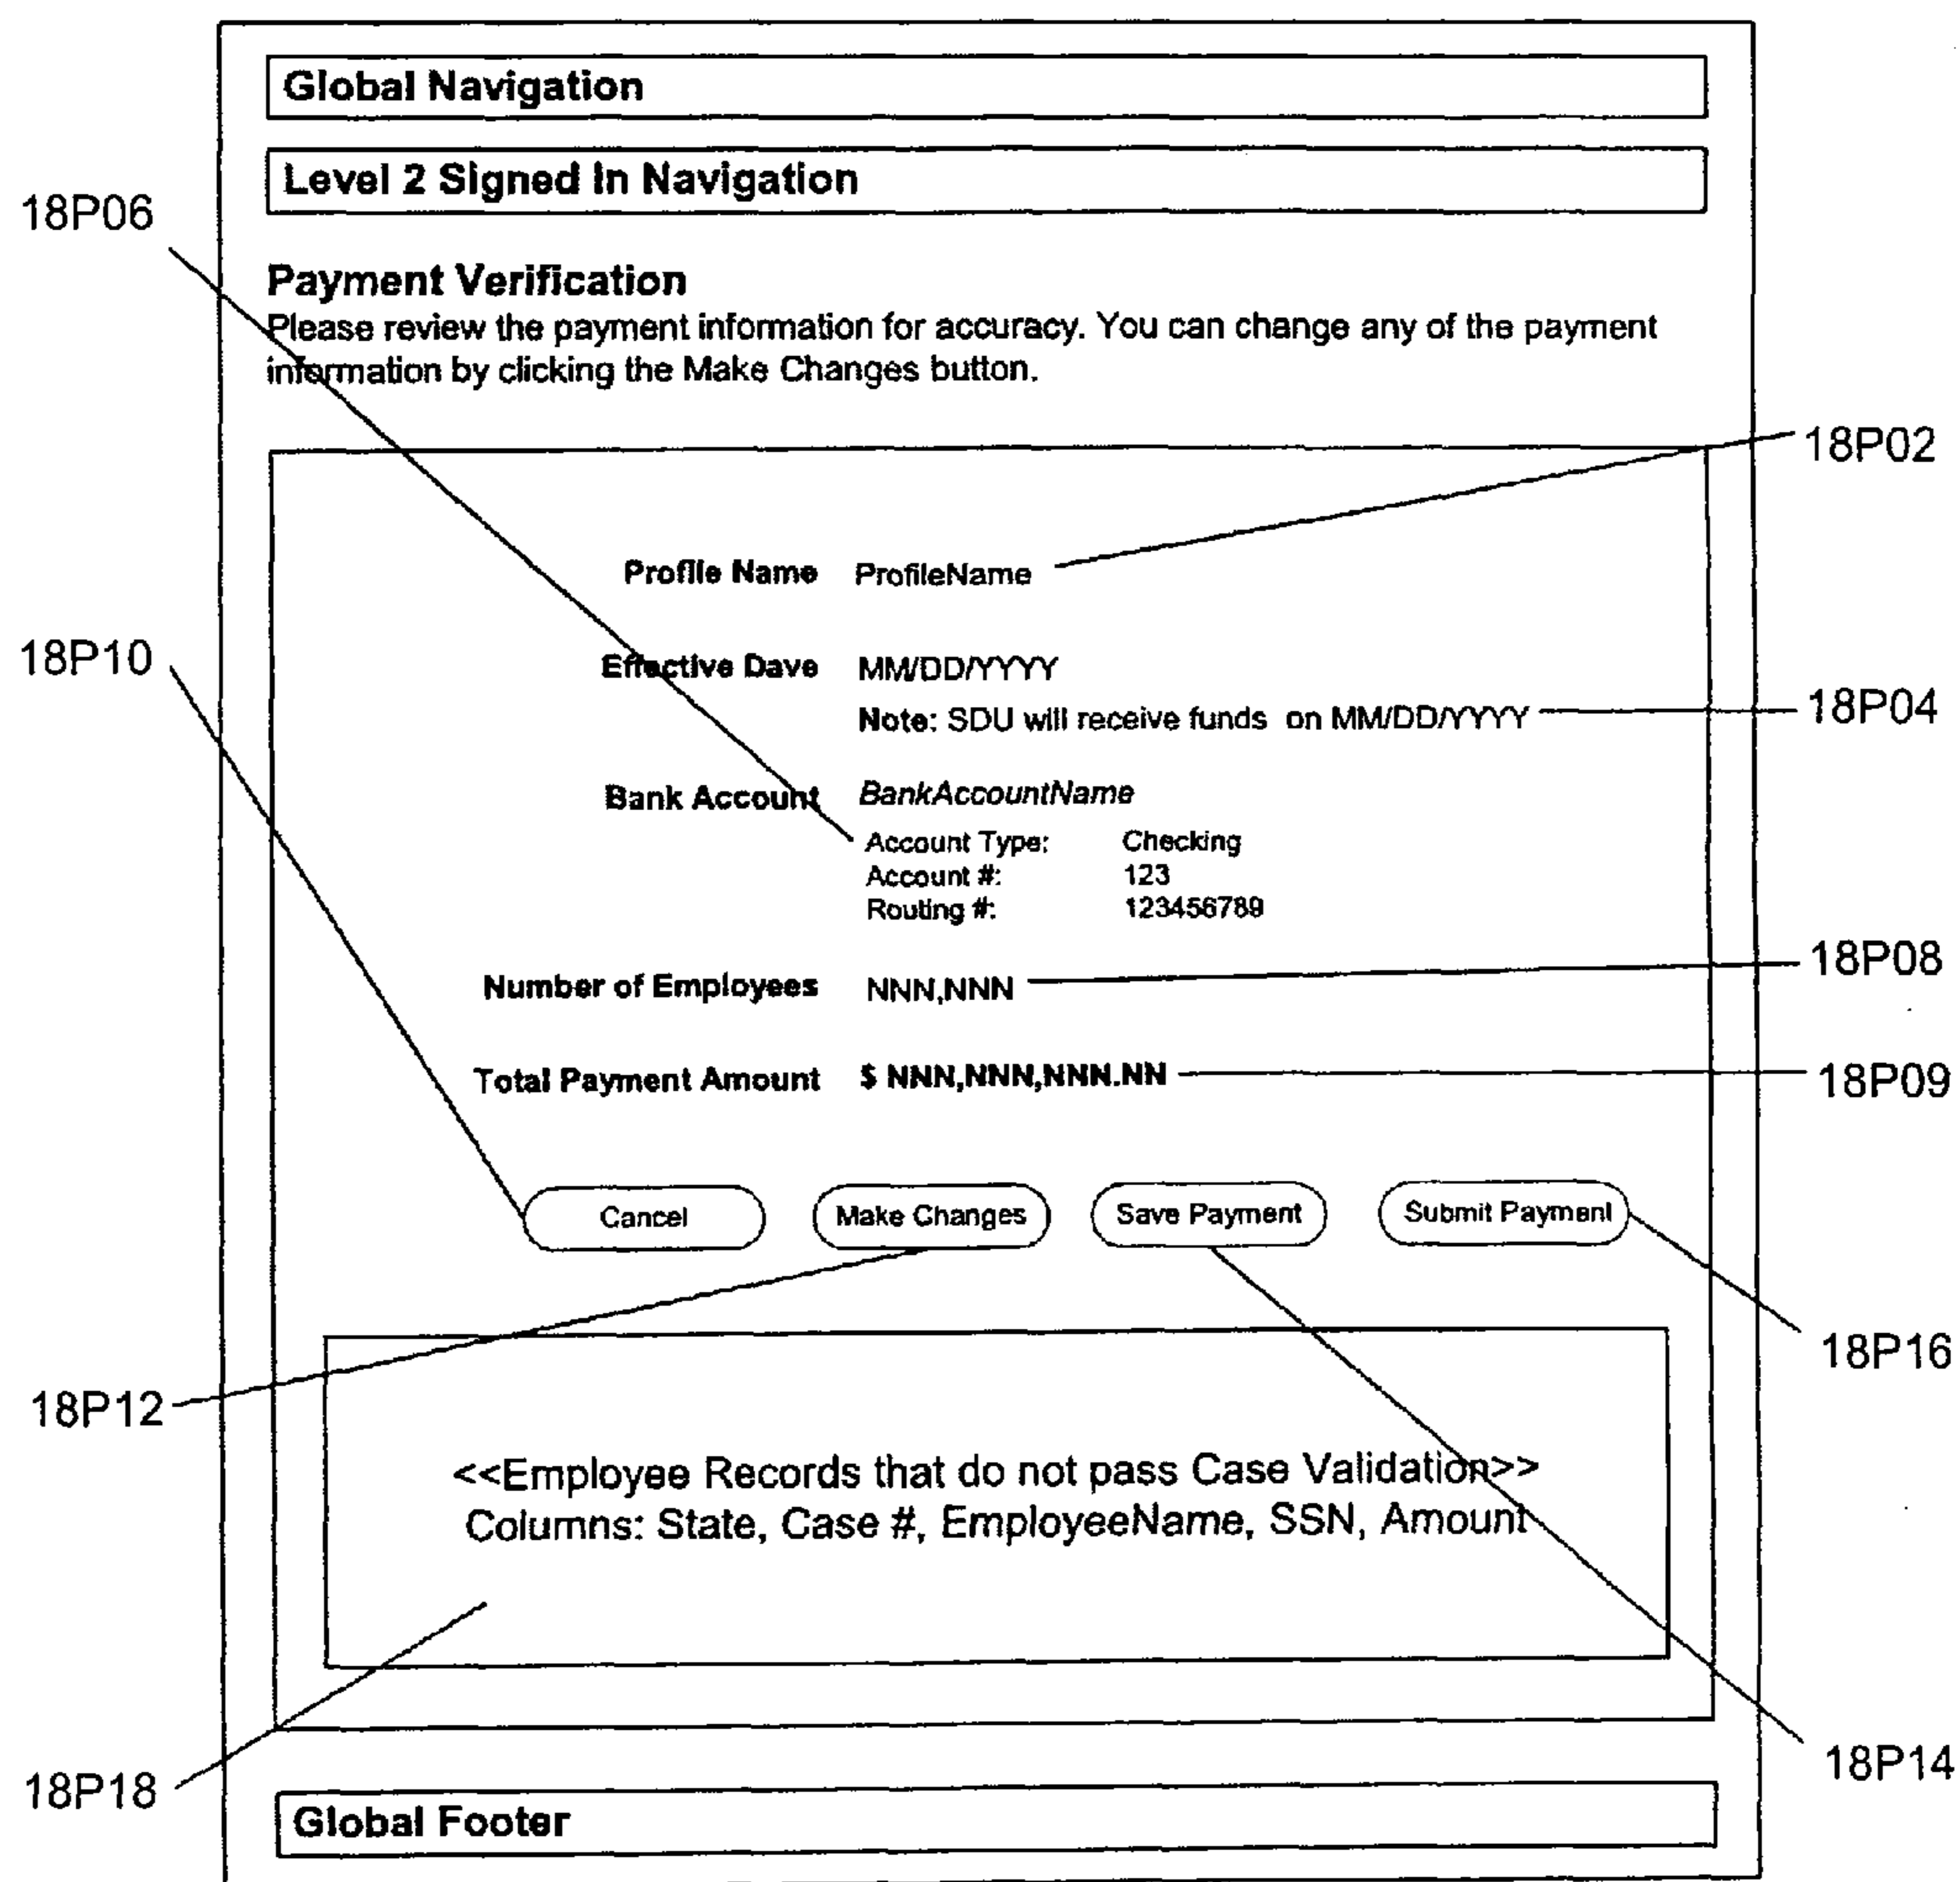 Global Navigation
Level 2 Signed In Navigation
18P06
Payment Verification
Please review the payment information for accuracy. You can change any of the payment
information by clicking the Make Changes button.
18P02
Profile Name ProfileName
18P10
Effective Dave MM/DD/YYYY
Note: SDU will receive funds on MM/DD/YYYY
18P04
Bank Account BankAccountName
Account Type: Checking
Account #: 123
Routing #: 123456789
18P08
Number of Employees NNN,NNN
Total Payment Amount $ NNN,NNN,NNN.NN
18P09
Cancel Make Changes Save Payment Submit Payment
18P16
18P12
<<Employee Records that do not pass Case Validation>>
Columns: State, Case #, EmployeeName, SSN, Amount
18P14
18P18
Global Footer